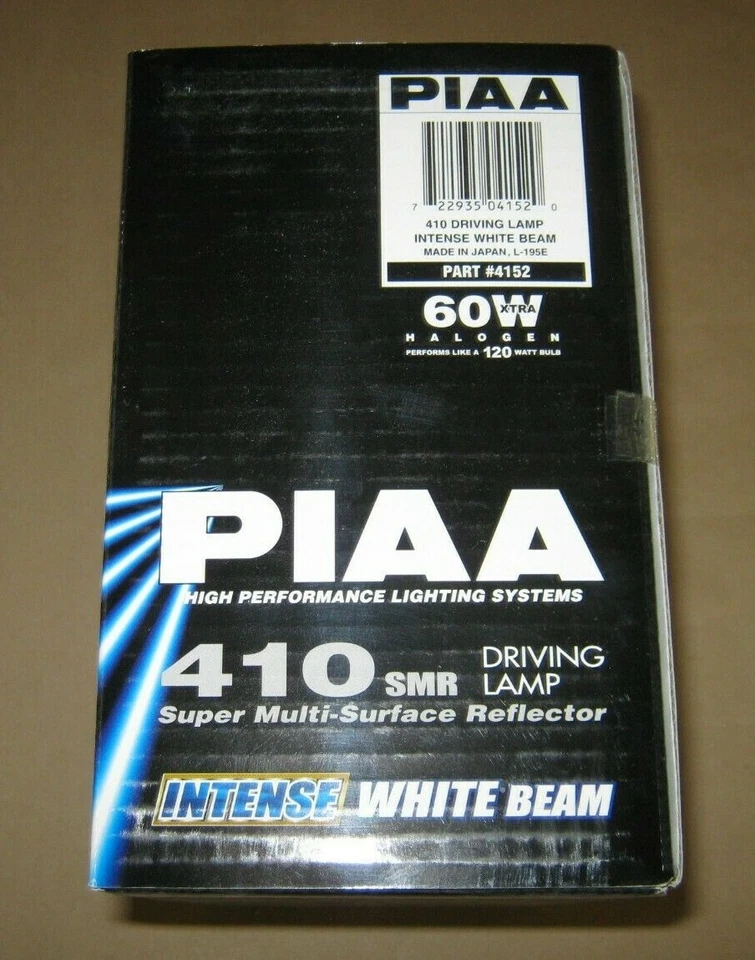 PIAA
7 22935 04152 0
410 DRIVING LAMP
INTENSE WHITE BEAM
MADE IN JAPAN, L-195E
PART #4152
60W XTRA
HALOGEN
PERFORMS LIKE A 120 WATT BULB
PIAA
HIGH PERFORMANCE LIGHTING SYSTEMS
410 SMR DRIVING LAMP
Super Multi-Surface Reflector
INTENSE WHITE BEAM